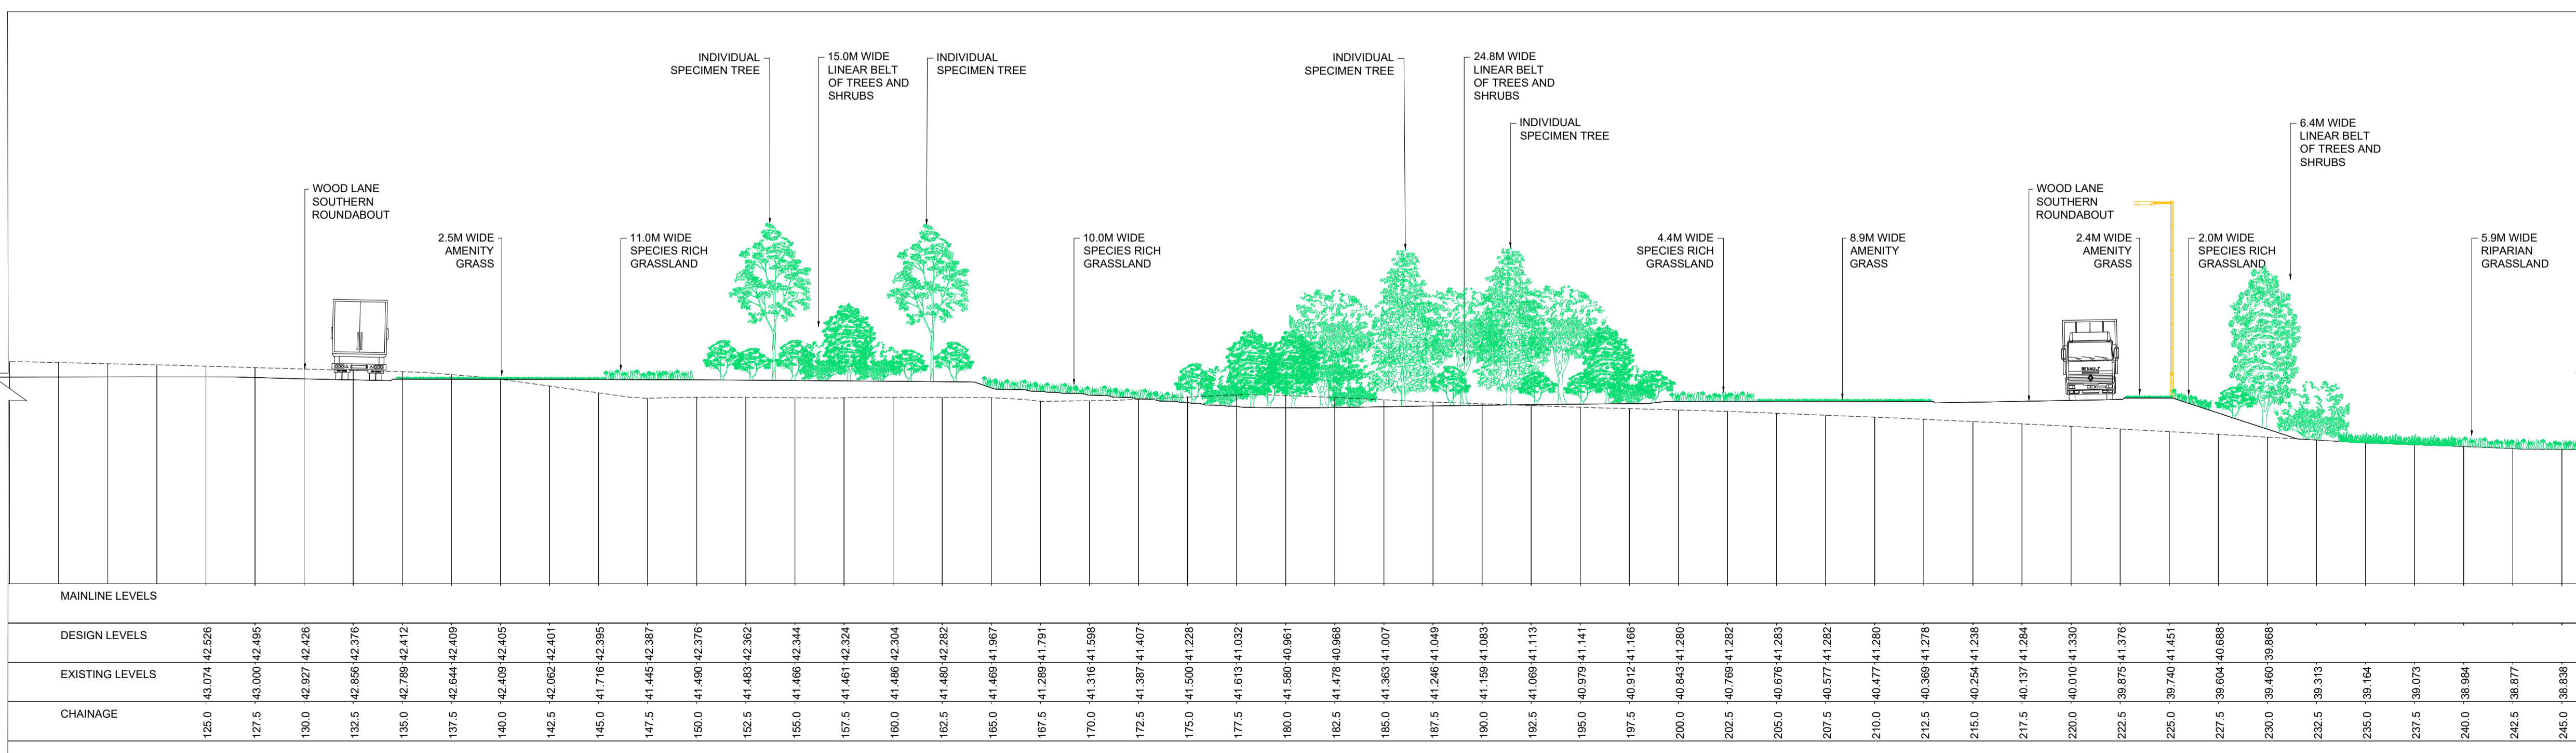 INDIVIDUAL
SPECIMEN TREE
15.0M WIDE
LINEAR BELT
OF TREES AND
SHRUBS
INDIVIDUAL
SPECIMEN TREE
INDIVIDUAL
SPECIMEN TREE
24.8M WIDE
LINEAR BELT
OF TREES AND
SHRUBS
INDIVIDUAL
SPECIMEN TREE
6.4M WIDE
LINEAR BELT
OF TREES AND
SHRUBS
WOOD LANE
SOUTHERN
ROUNDABOUT
WOOD LANE
SOUTHERN
ROUNDABOUT
2.5M WIDE
AMENITY
GRASS
11.0M WIDE
SPECIES RICH
GRASSLAND
10.0M WIDE
SPECIES RICH
GRASSLAND
4.4M WIDE
SPECIES RICH
GRASSLAND
8.9M WIDE
AMENITY
GRASS
2.4M WIDE
AMENITY
GRASS
2.0M WIDE
SPECIES RICH
GRASSLAND
5.9M WIDE
RIPARIAN
GRASSLAND
RENAULT
MAINLINE LEVELS
DESIGN LEVELS 42.526 42.495 42.426 42.376 42.412 42.409 42.405 42.401 42.395 42.387 42.376 42.362 42.344 42.324 42.304 42.282 41.967 41.791 41.598 41.407 41.228 41.032 40.961 40.968 41.007 41.049 41.083 41.113 41.141 41.166 41.280 41.282 41.283 41.282 41.280 41.278 41.238 41.284 41.330 41.376 41.451 40.688 39.868
EXISTING LEVELS 43.074 43.000 42.927 42.856 42.789 42.644 42.409 42.062 41.716 41.445 41.490 41.483 41.466 41.461 41.486 41.480 41.469 41.289 41.316 41.387 41.500 41.613 41.580 41.478 41.363 41.246 41.159 41.069 40.979 40.912 40.843 40.769 40.676 40.577 40.477 40.369 40.254 40.137 40.010 39.875 39.740 39.604 39.460 39.313 39.164 39.073 38.984 38.877 38.838
CHAINAGE 125.0 127.5 130.0 132.5 135.0 137.5 140.0 142.5 145.0 147.5 150.0 152.5 155.0 157.5 160.0 162.5 165.0 167.5 170.0 172.5 175.0 177.5 180.0 182.5 185.0 187.5 190.0 192.5 195.0 197.5 200.0 202.5 205.0 207.5 210.0 212.5 215.0 217.5 220.0 222.5 225.0 227.5 230.0 232.5 235.0 237.5 240.0 242.5 245.0